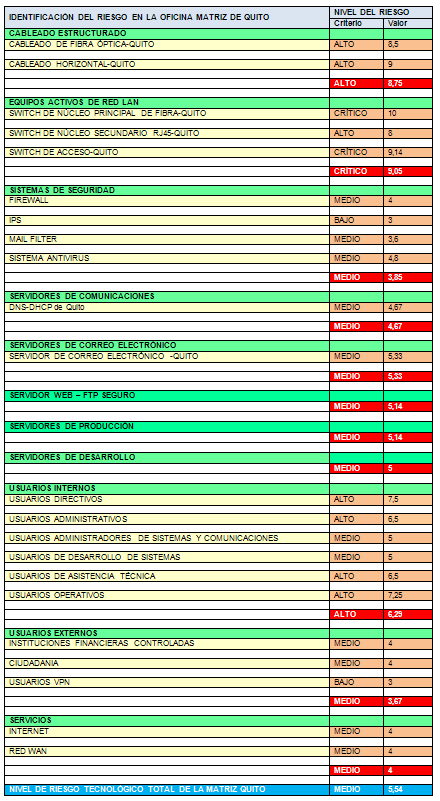 IDENTIFICACIÓN DEL RIESGO EN LA OFICINA MATRIZ DE QUITO NIVEL DEL RIESGO
Criterio Valor
CABLEADO ESTRUCTURADO
CABLEADO DE FIBRA ÓPTICA-QUITO ALTO 8,5
CABLEADO HORIZONTAL-QUITO ALTO 9
ALTO 8,75
EQUIPOS ACTIVOS DE RED LAN
SWITCH DE NÚCLEO PRINCIPAL DE FIBRA-QUITO CRÍTICO 10
SWITCH DE NÚCLEO SECUNDARIO RJ45-QUITO ALTO 8
SWITCH DE ACCESO-QUITO CRÍTICO 9,14
CRÍTICO 9,05
SISTEMAS DE SEGURIDAD
FIREWALL MEDIO 4
IPS BAJO 3
MAIL FILTER MEDIO 3,6
SISTEMA ANTIVIRUS MEDIO 4,8
MEDIO 3,85
SERVIDORES DE COMUNICACIONES
DNS-DHCP de Quito MEDIO 4,67
MEDIO 4,67
SERVIDORES DE CORREO ELECTRÓNICO
SERVIDOR DE CORREO ELECTRÓNICO -QUITO MEDIO 5,33
MEDIO 5,33
SERVIDOR WEB – FTP SEGURO
MEDIO 5,14
SERVIDORES DE PRODUCCIÓN
MEDIO 5,14
SERVIDORES DE DESARROLLO
MEDIO 5
USUARIOS INTERNOS
USUARIOS DIRECTIVOS ALTO 7,5
USUARIOS ADMINISTRATIVOS ALTO 6,5
USUARIOS ADMINISTRADORES DE SISTEMAS Y COMUNICACIONES MEDIO 5
USUARIOS DE DESARROLLO DE SISTEMAS MEDIO 5
USUARIOS DE ASISTENCIA TÉCNICA ALTO 6,5
USUARIOS OPERATIVOS ALTO 7,25
ALTO 6,29
USUARIOS EXTERNOS
INSTITUCIONES FINANCIERAS CONTROLADAS MEDIO 4
CIUDADANIA MEDIO 4
USUARIOS VPN BAJO 3
MEDIO 3,67
SERVICIOS
INTERNET MEDIO 4
RED WAN MEDIO 4
MEDIO 4
NIVEL DE RIESGO TECNOLÓGICO TOTAL DE LA MATRIZ QUITO MEDIO 5,54